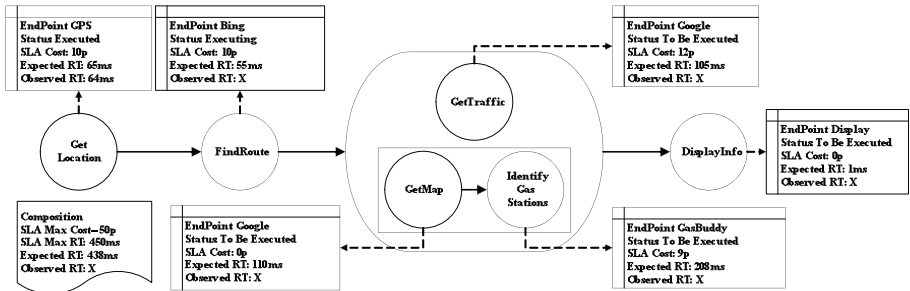 EndPoint GPS
Status Executed
SLA Cost: 10p
Expected RT: 65ms
Observed RT: 64ms
EndPoint Bing
Status Executing
SLA Cost: 10p
Expected RT: 55ms
Observed RT: X
EndPoint Google
Status To Be Executed
SLA Cost: 12p
Expected RT: 105ms
Observed RT: X
GetTraffic
Get
Location
FindRoute
DisplayInfo
EndPoint Display
Status To Be Executed
SLA Cost: 0p
Expected RT: 1ms
Observed RT: X
GetMap
Identify
Gas
Stations
Composition
SLA Max Cost–50p
SLA Max RT: 450ms
Expected RT: 438ms
Observed RT: X
EndPoint Google
Status To Be Executed
SLA Cost: 0p
Expected RT: 110ms
Observed RT: X
EndPoint GasBuddy
Status To Be Executed
SLA Cost: 9p
Expected RT: 208ms
Observed RT: X